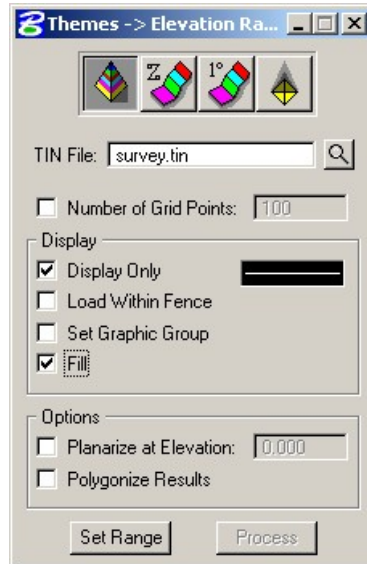 Themes -> Elevation Ra...
Z 1°
TIN File: survey.tin
Number of Grid Points: 100
Display
Display Only
Load Within Fence
Set Graphic Group
Fill
Options
Planarize at Elevation: 0.000
Polygonize Results
Set Range Process